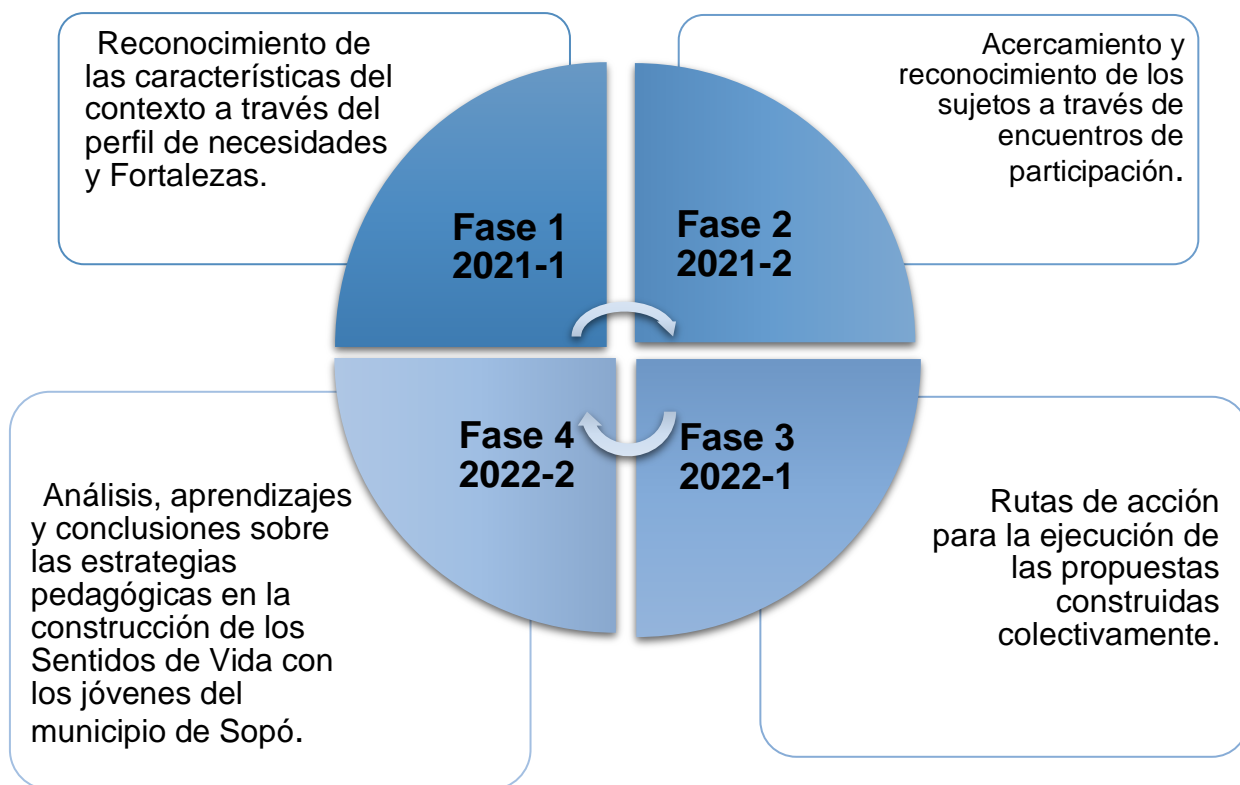 Reconocimiento de
las características del
contexto a través del
perfil de necesidades
y Fortalezas.
Acercamiento y
reconocimiento de los
sujetos a través de
encuentros de
participación.
Fase 1
2021-1
Fase 2
2021-2
Fase 4
2022-2
Fase 3
2022-1
Análisis, aprendizajes
y conclusiones sobre
las estrategias
pedagógicas en la
construcción de los
Sentidos de Vida con
los jóvenes del
municipio de Sopó.
Rutas de acción
para la ejecución de
las propuestas
construidas
colectivamente.